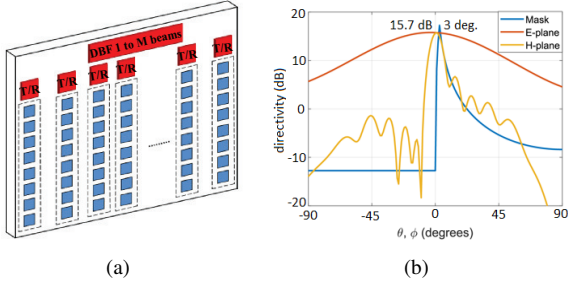 DBF 1 to M beams
T/R T/R T/R T/R T/R T/R
(a)
20
10
0
-10
-20
-90 -45 0 45 90
directivity (dB)
θ, ϕ (degrees)
15.7 dB 3 deg.
Mask
E-plane
H-plane
(b)